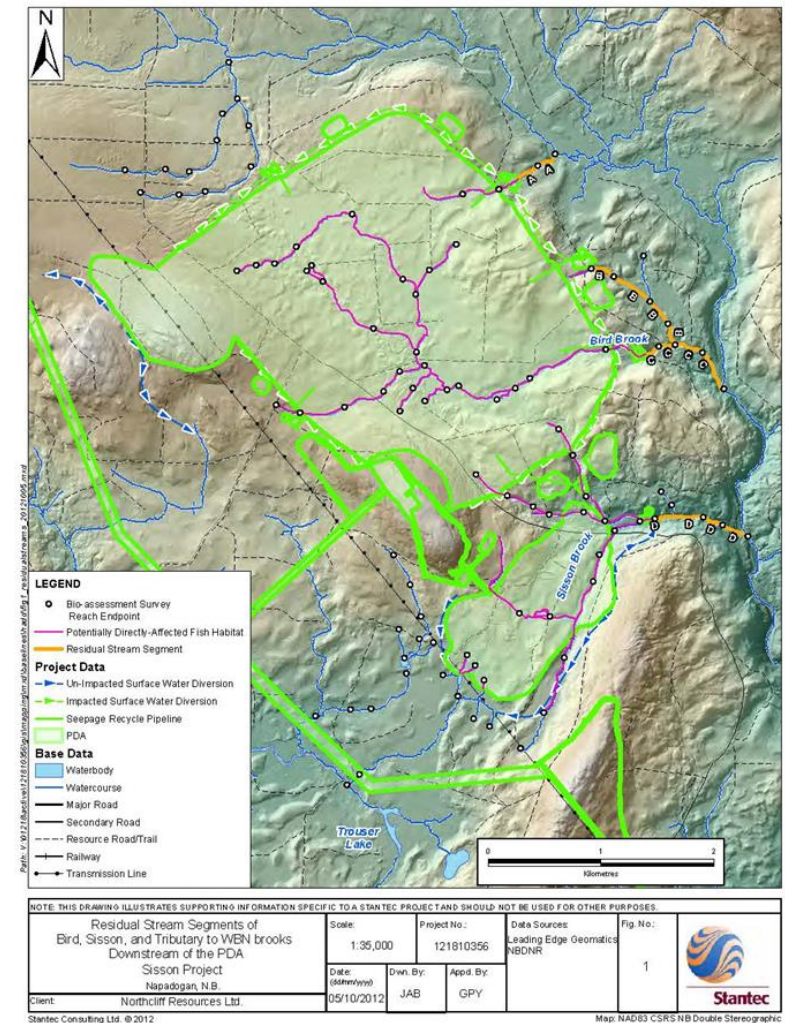 N
A
A
B
B
B
B
B
Bird Brook
C
C
C
C
Sisson Brook
D
D
D
D
LEGEND
Bio-assessment Survey
Reach Endpoint
Potentially Directly-Affected Fish Habitat
Residual Stream Segment
Project Data
Un-Impacted Surface Water Diversion
Impacted Surface Water Diversion
Seepage Recycle Pipeline
PDA
Base Data
Waterbody
Watercourse
Major Road
Secondary Road
Resource Road/Trail
Railway
Transmission Line
Trouser
Lake
0 1 2
Kilometres
NOTE: THIS DRAWING ILLUSTRATES SUPPORTING INFORMATION SPECIFIC TO A STANTEC PROJECT AND SHOULD NOT BE USED FOR OTHER PURPOSES.
Residual Stream Segments of
Bird, Sisson, and Tributary to WBN brooks
Downstream of the PDA
Sisson Project
Napadogan, N.B.
Client: Northcliff Resources Ltd.
Scale:
1:35,000
Project No.:
121810356
Date:
(dd/mm/yyyy)
05/10/2012
Dwn. By:
JAB
Appd. By:
GPY
Data Sources:
Leading Edge Geomatics
NBDNR
Fig. No.:
1
Stantec
Stantec Consulting Ltd. © 2012
Map: NAD83 CSRS NB Double Stereographic